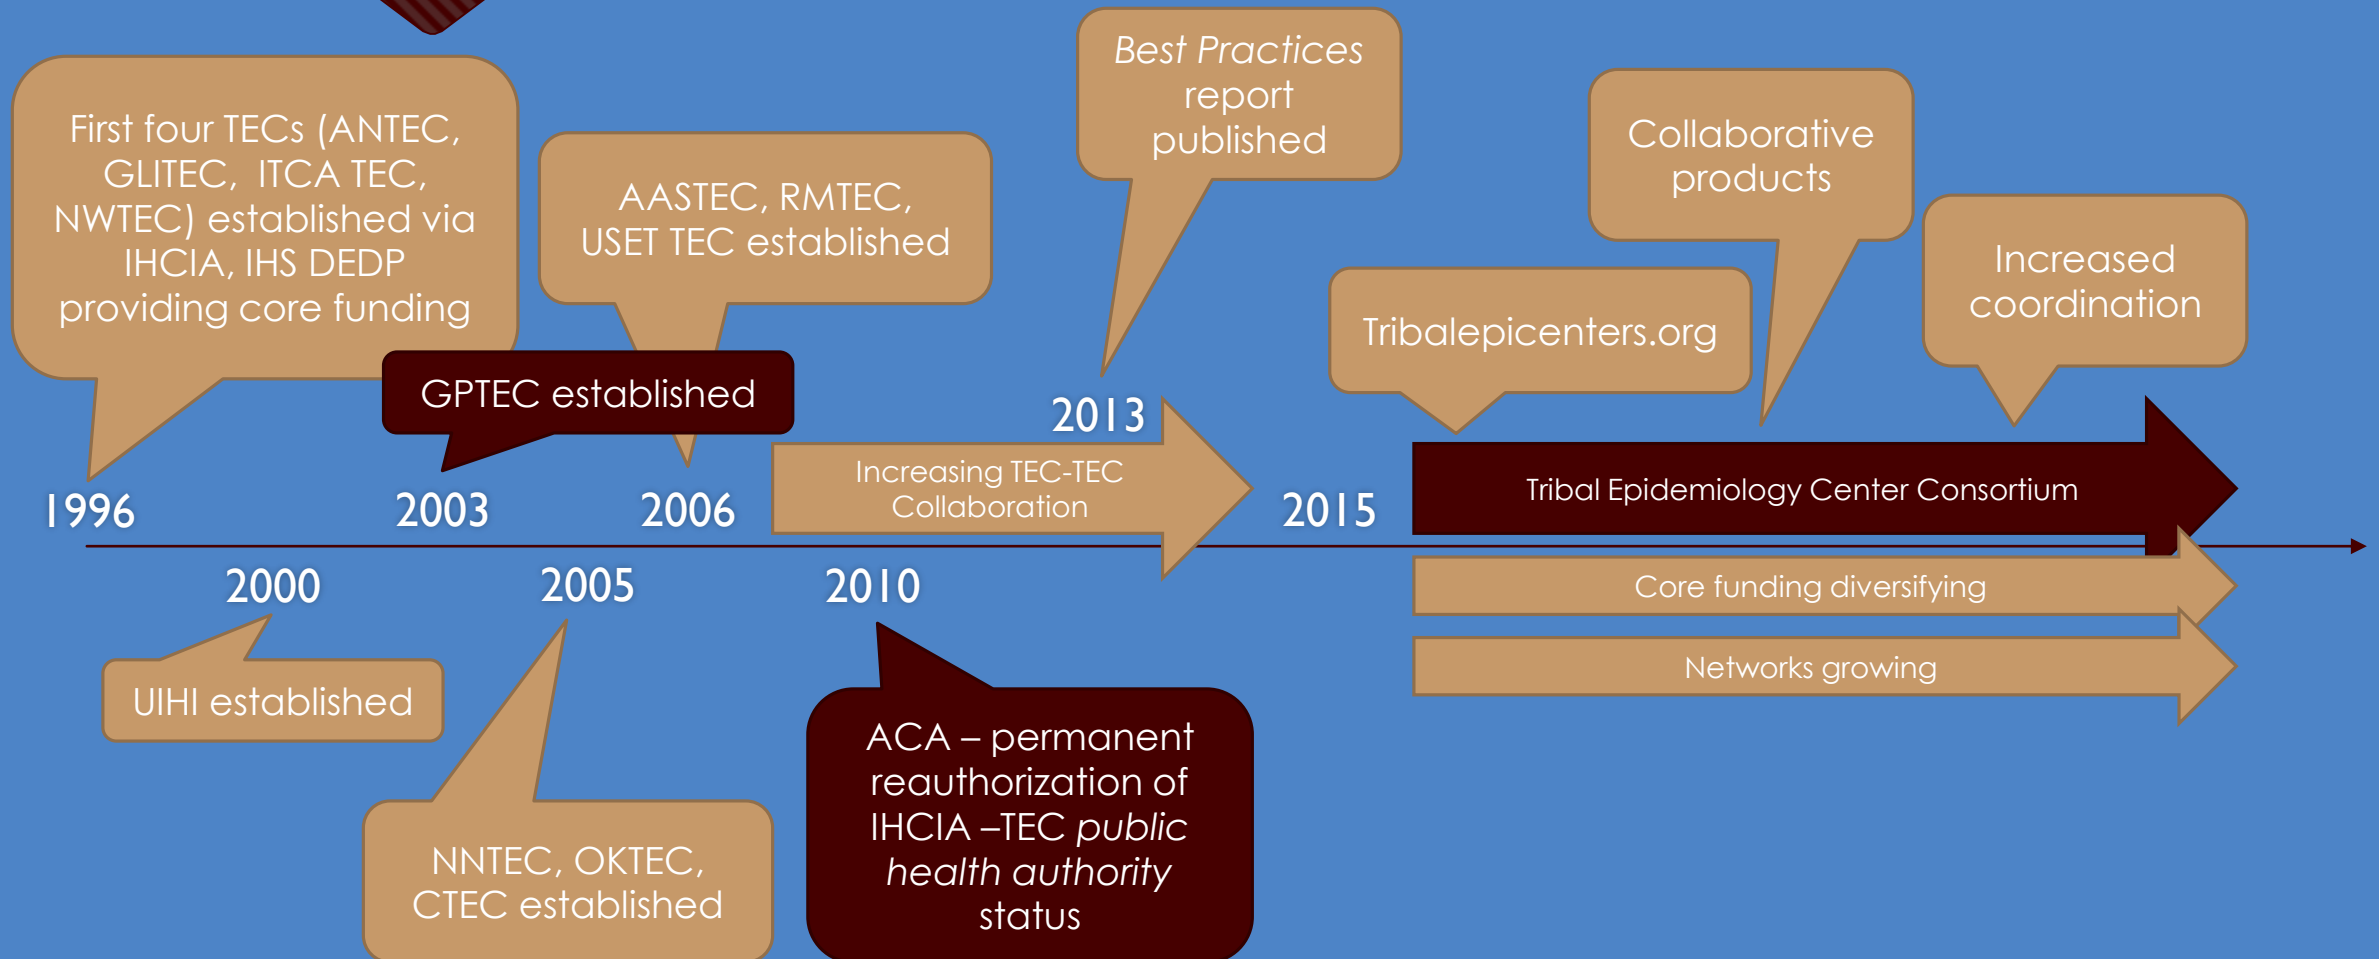 First four TECs (ANTEC,
GLITEC, ITCA TEC,
NWTEC) established via
IHCIA, IHS DEDP
providing core funding
AASTEC, RMTEC,
USET TEC established
GPTEC established
Best Practices
report
published
Collaborative
products
Increased
coordination
Tribalepicenters.org
1996
2003
2006
Increasing TEC-TEC
Collaboration
2013
2015
Tribal Epidemiology Center Consortium
Core funding diversifying
Networks growing
2000
2005
2010
UIHI established
NNTEC, OKTEC,
CTEC established
ACA – permanent
reauthorization of
IHCIA –TEC public
health authority
status